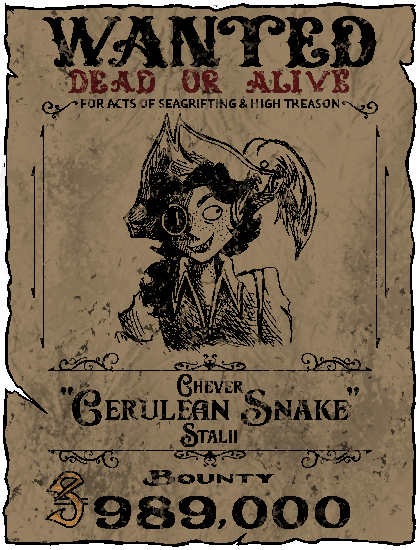 WANTED
DEAD OR ALIVE
FOR ACTS OF SEAGRIFTING & HIGH TREASON
CHEVER
"CERULEAN SNAKE"
STALII
BOUNTY
989,000